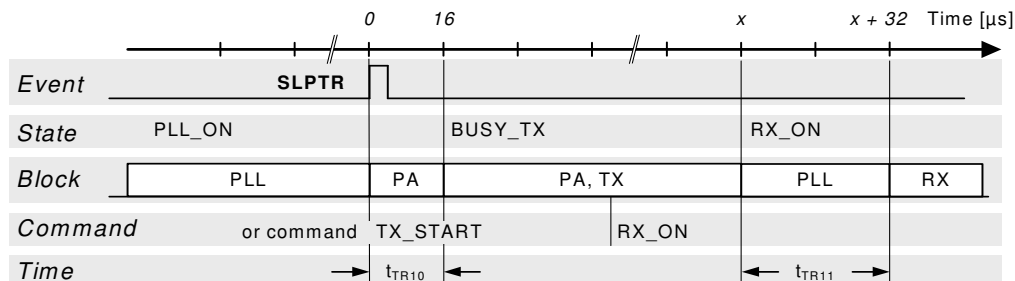 0 16 x x + 32 Time [µs]
Event SLPTR
State PLL_ON BUSY_TX RX_ON
Block PLL PA PA, TX PLL RX
Command or command TX_START RX_ON
Time tTR10 tTR11